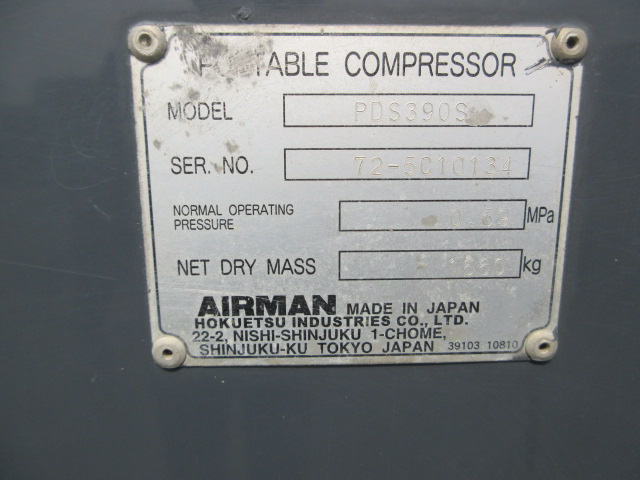 PORTABLE COMPRESSOR
MODEL PDS390S
SER. NO. 72-5C10134
NORMAL OPERATING
PRESSURE MPa
NET DRY MASS kg
AIRMAN MADE IN JAPAN
HOKUETSU INDUSTRIES CO., LTD.
22-2, NISHI-SHINJUKU 1-CHOME,
SHINJUKU-KU TOKYO JAPAN 39103 10810